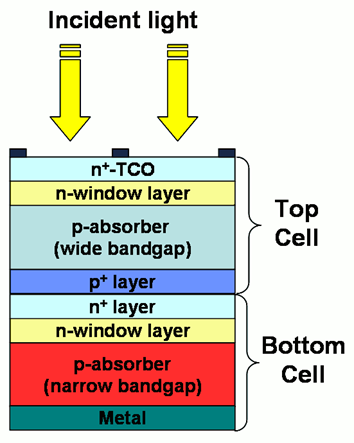 Incident light
n⁺-TCO
n-window layer
p-absorber
(wide bandgap)
p⁺ layer
Top
Cell
n⁺ layer
n-window layer
p-absorber
(narrow bandgap)
Metal
Bottom
Cell